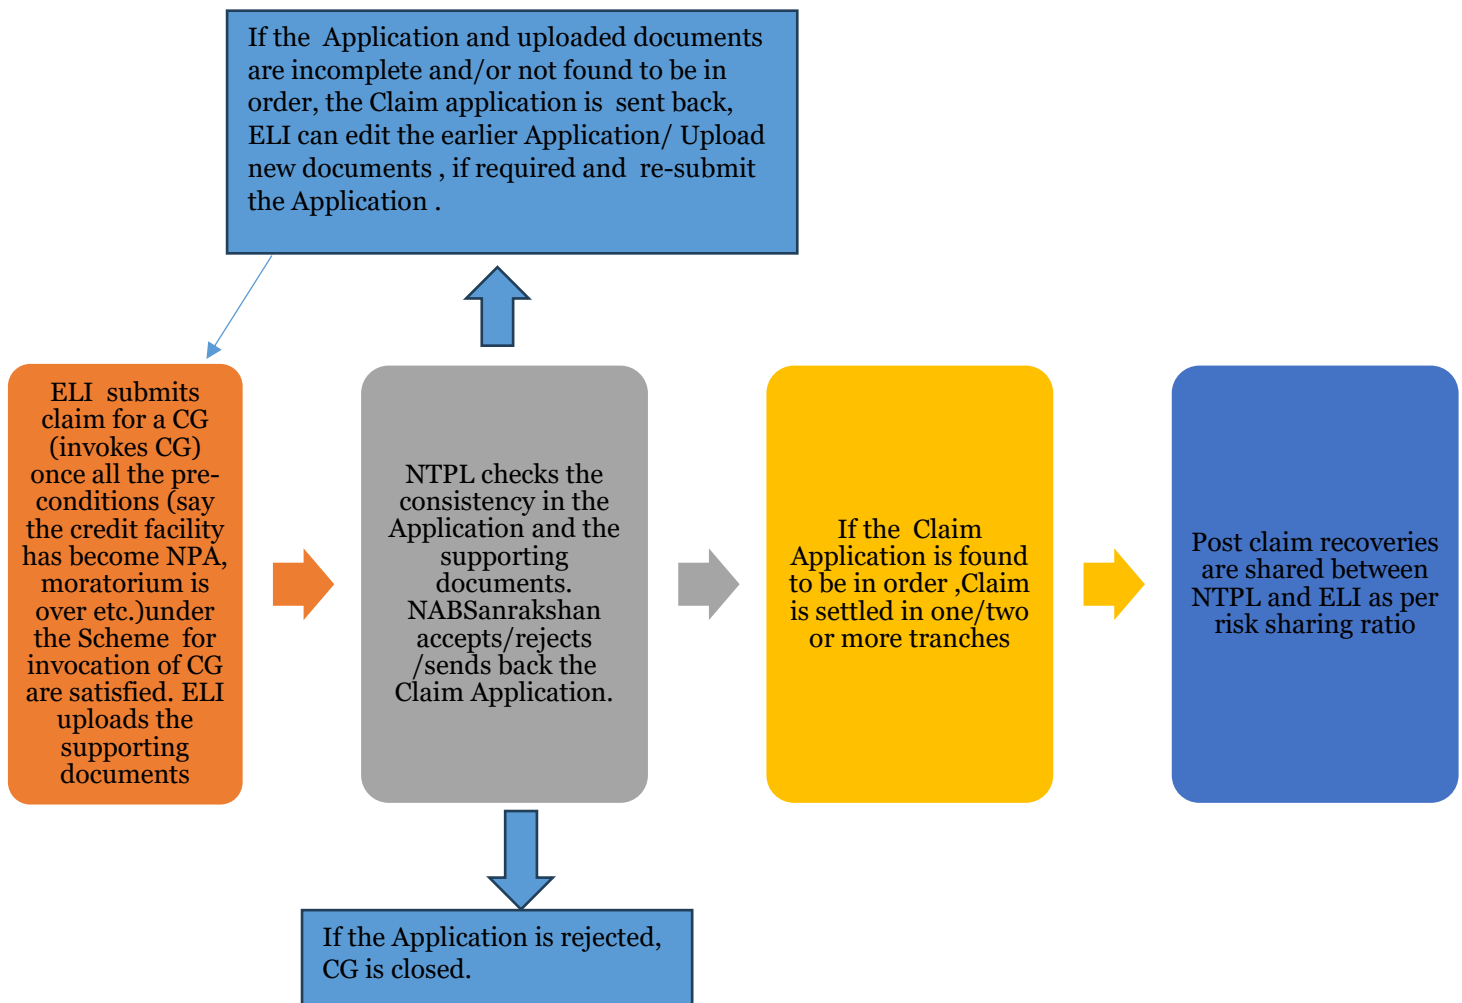 If the Application and uploaded documents
are incomplete and/or not found to be in
order, the Claim application is sent back,
ELI can edit the earlier Application/ Upload
new documents , if required and re-submit
the Application .
ELI submits
claim for a CG
(invokes CG)
once all the pre-
conditions (say
the credit facility
has become NPA,
moratorium is
over etc.)under
the Scheme for
invocation of CG
are satisfied. ELI
uploads the
supporting
documents
NTPL checks the
consistency in the
Application and the
supporting
documents.
NABSanrakshan
accepts/rejects
/sends back the
Claim Application.
If the Claim
Application is found
to be in order ,Claim
is settled in one/two
or more tranches
Post claim recoveries
are shared between
NTPL and ELI as per
risk sharing ratio
If the Application is rejected,
CG is closed.